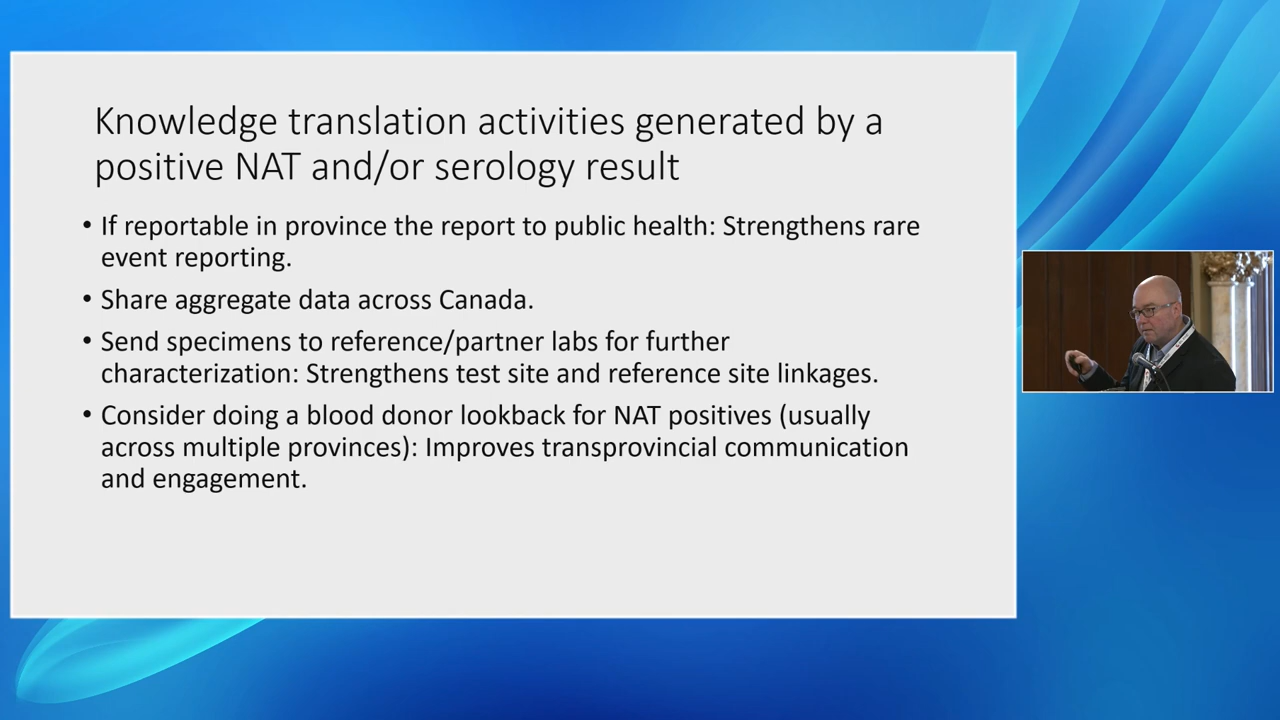 Knowledge translation activities generated by a
positive NAT and/or serology result
• If reportable in province the report to public health: Strengthens rare
event reporting.
• Share aggregate data across Canada.
• Send specimens to reference/partner labs for further
characterization: Strengthens test site and reference site linkages.
• Consider doing a blood donor lookback for NAT positives (usually
across multiple provinces): Improves transprovincial communication
and engagement.